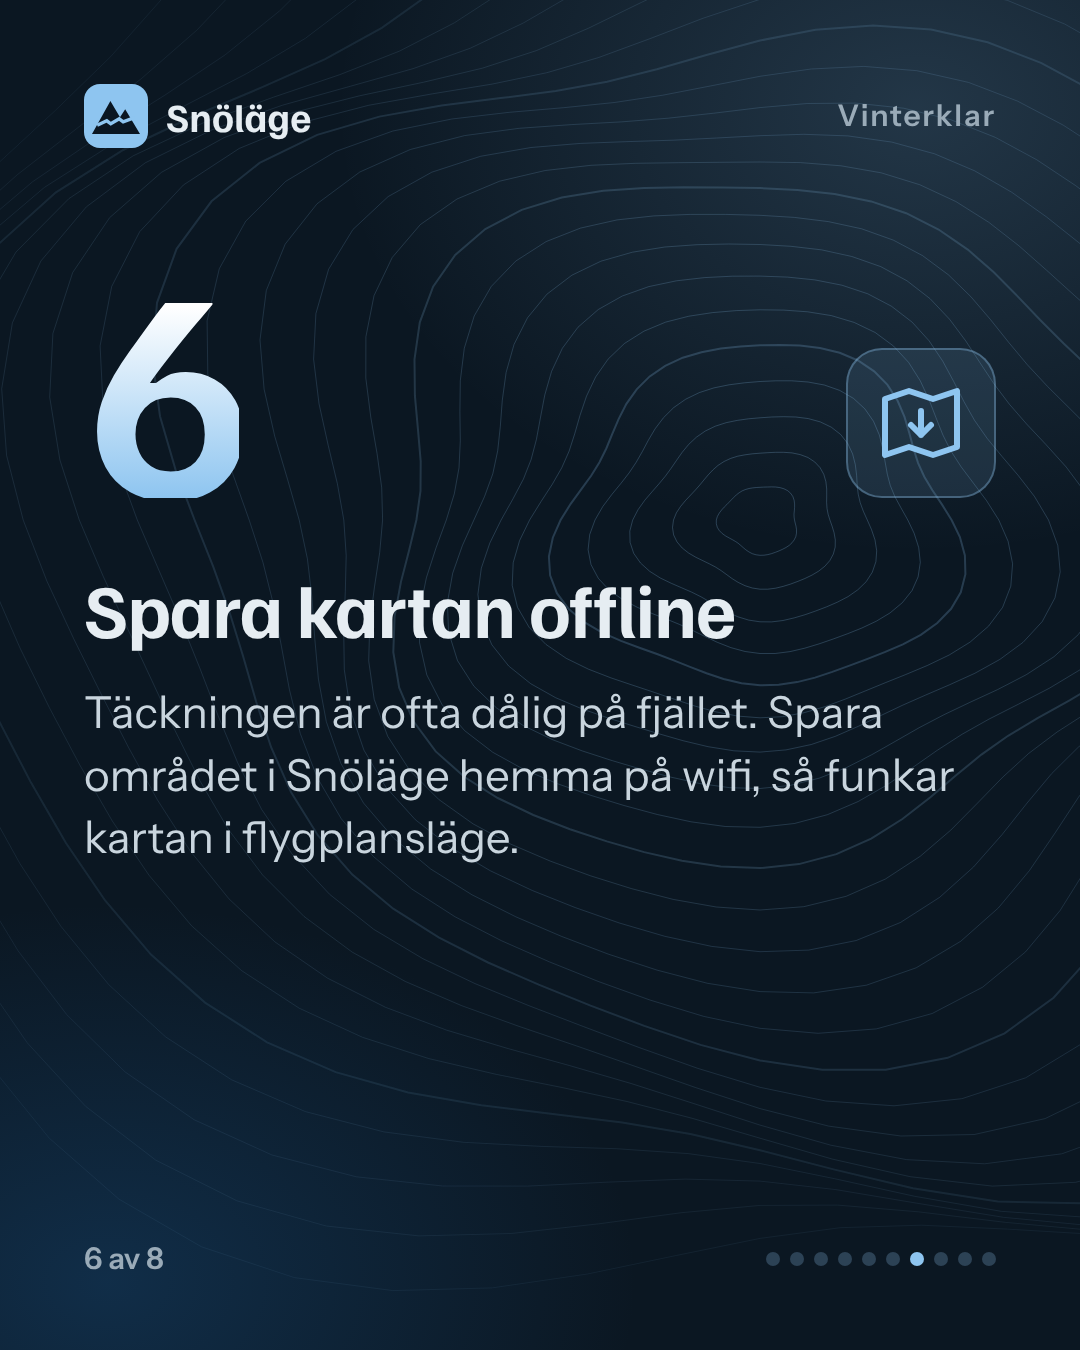 Snöläge
Vinterklar
6
Spara kartan offline
Täckningen är ofta dålig på fjället. Spara
området i Snöläge hemma på wifi, så funkar
kartan i flygplansläge.
6 av 8